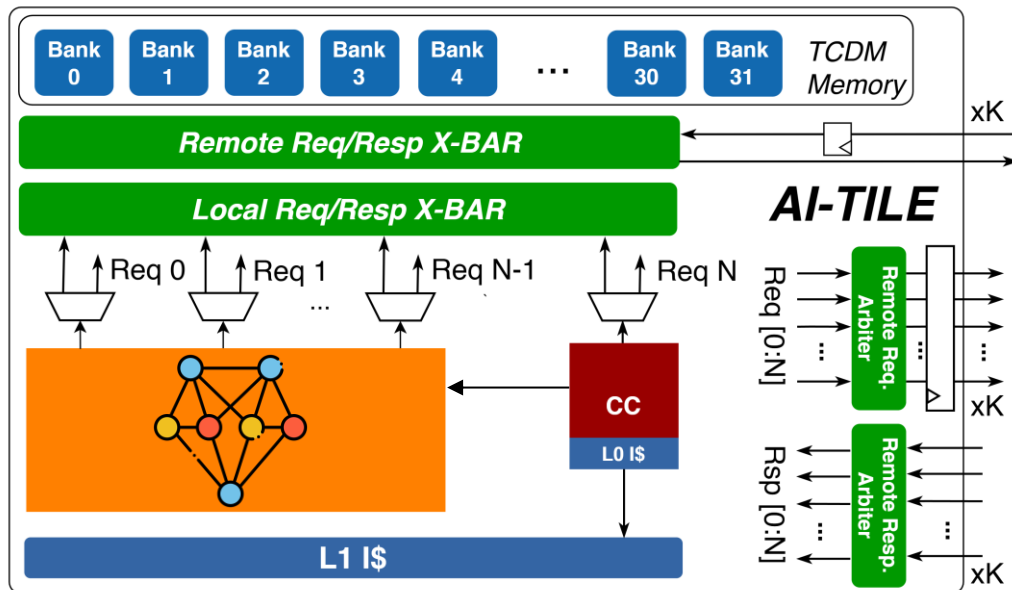 Bank 0
Bank 1
Bank 2
Bank 3
Bank 4
...
Bank 30
Bank 31
TCDM Memory
Remote Req/Resp X-BAR
xK
Local Req/Resp X-BAR
AI-TILE
Req 0
Req 1
...
Req N-1
Req N
Req [0:N]
...
Remote Req. Arbiter
...
...
xK
CC
L0 I$
L1 I$
Rsp [0:N]
...
Remote Resp. Arbiter
...
xK